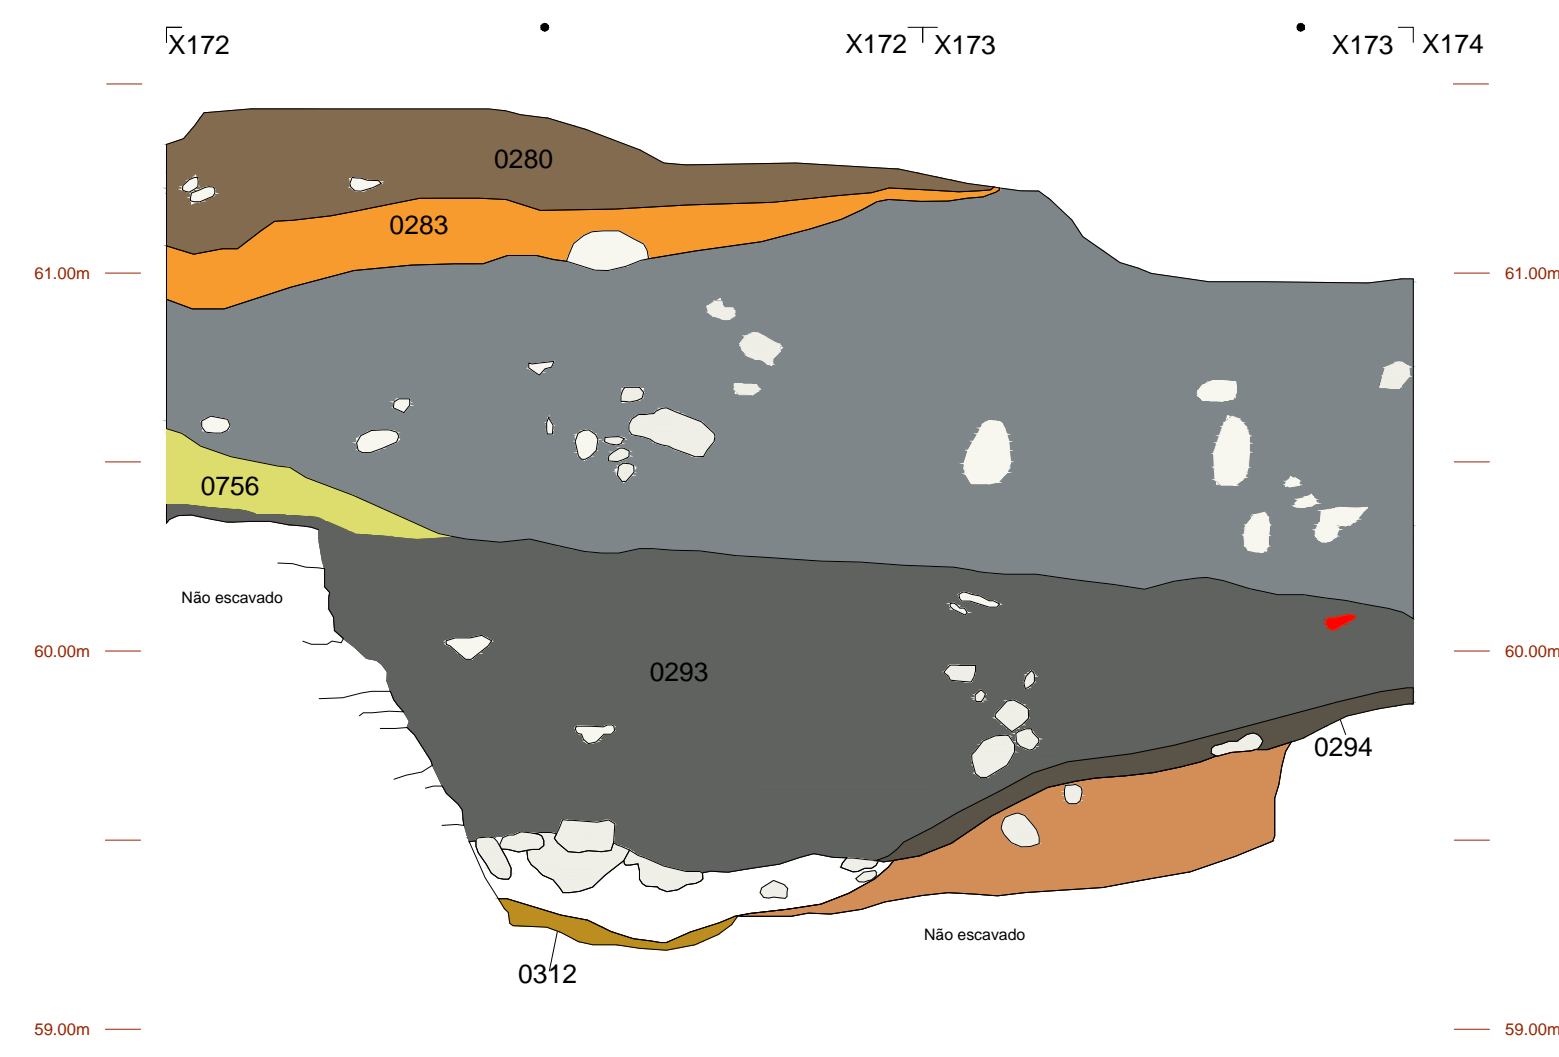 X172
X172 X173
X173 X174
0280
0283
61.00m
61.00m
0756
Não escavado
60.00m
60.00m
0293
0294
Não escavado
0312
59.00m
59.00m